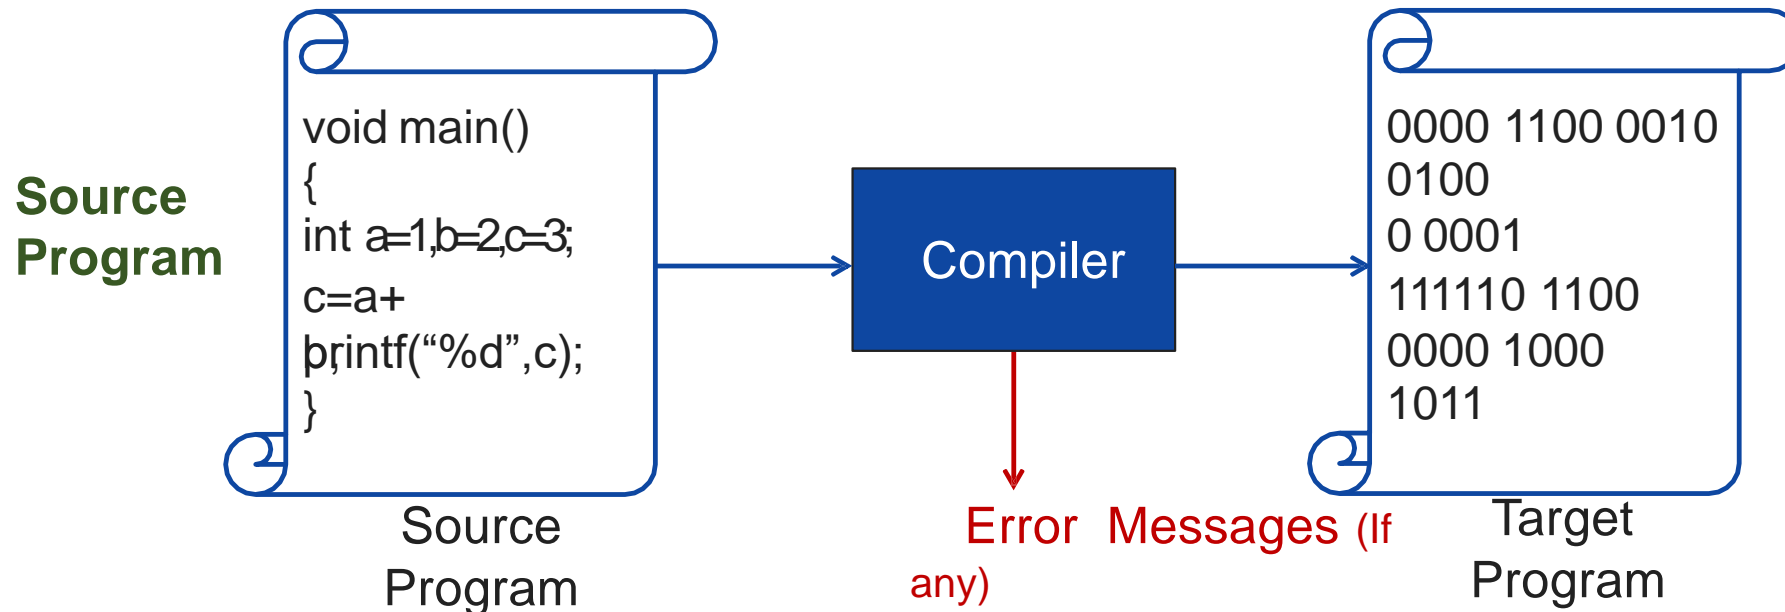 Source
Program
void main()
{
int a=1,b=2,c=3;
c=a+
b;
printf("%d",c);
}
Source
Program
Compiler
Error Messages (If
any)
0000 1100 0010
0100
0 0001
111110 1100
0000 1000
1011
Target
Program